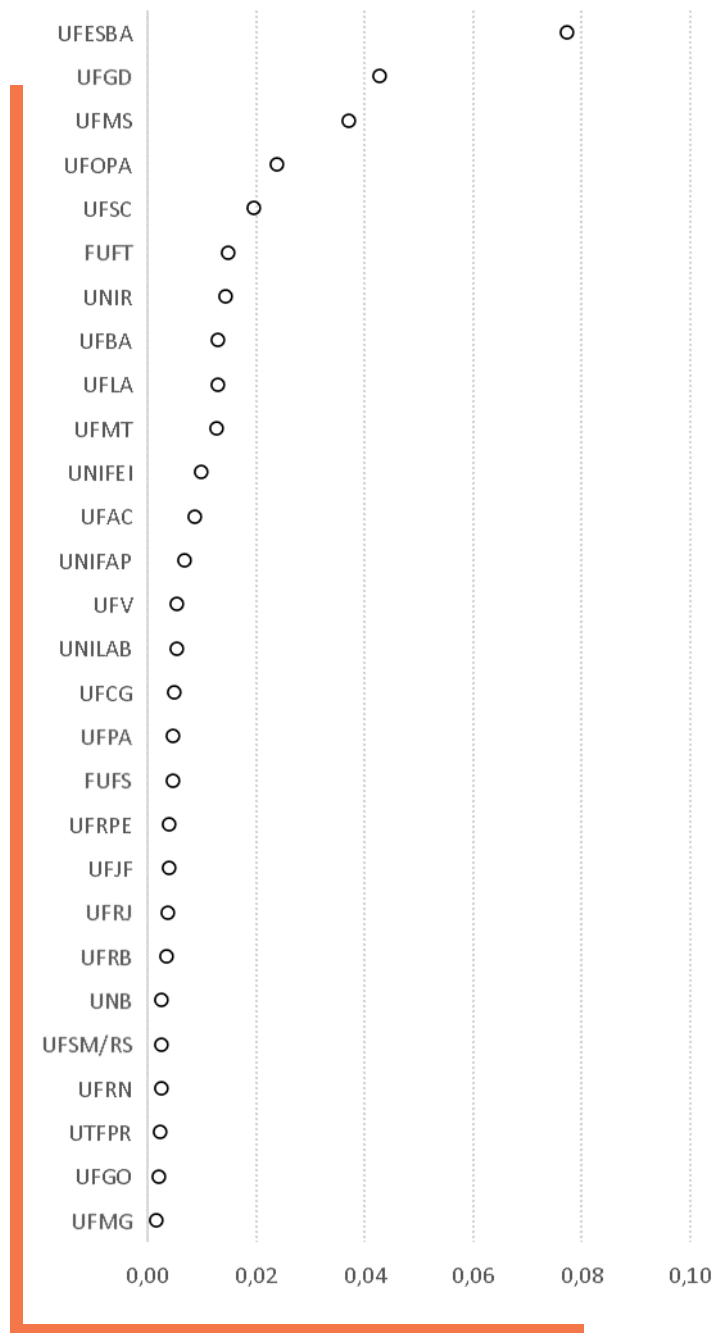 UFESBA
UFGD
UFMS
UFOPA
UFSC
FUFT
UNIR
UFBA
UFLA
UFMT
UNIFEI
UFAC
UNIFAP
UFV
UNILAB
UFCG
UFPA
FUFS
UFRPE
UFJF
UFRJ
UFRB
UNB
UFSM/RS
UFRN
UTFPR
UFGO
UFMG
0,00 0,02 0,04 0,06 0,08 0,10